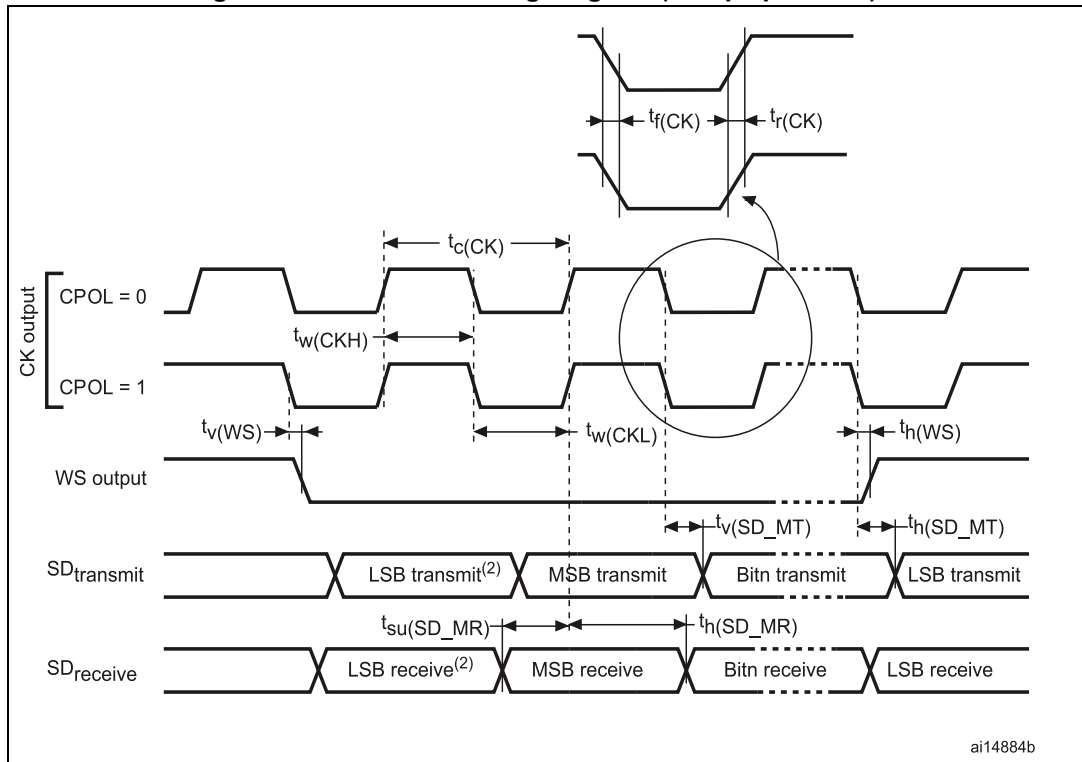 tf(CK)
tr(CK)
tc(CK)
CK output
CPOL = 0
tw(CKH)
CPOL = 1
tv(WS)
tw(CKL)
th(WS)
WS output
tv(SD_MT)
th(SD_MT)
SDtransmit
LSB transmit(2)
MSB transmit
Bitn transmit
LSB transmit
tsu(SD_MR)
th(SD_MR)
SDreceive
LSB receive(2)
MSB receive
Bitn receive
LSB receive
ai14884b